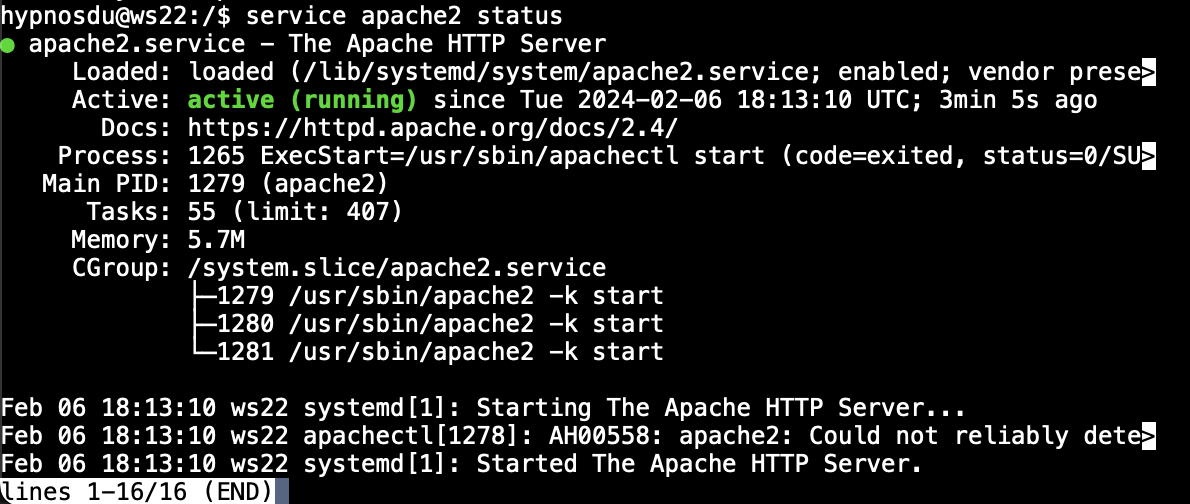 hypnosdu@ws22:/$ service apache2 status
● apache2.service - The Apache HTTP Server
     Loaded: loaded (/lib/systemd/system/apache2.service; enabled; vendor prese>
     Active: active (running) since Tue 2024-02-06 18:13:10 UTC; 3min 5s ago
       Docs: https://httpd.apache.org/docs/2.4/
    Process: 1265 ExecStart=/usr/sbin/apachectl start (code=exited, status=0/SU>
   Main PID: 1279 (apache2)
      Tasks: 55 (limit: 407)
     Memory: 5.7M
     CGroup: /system.slice/apache2.service
             ├─1279 /usr/sbin/apache2 -k start
             ├─1280 /usr/sbin/apache2 -k start
             └─1281 /usr/sbin/apache2 -k start

Feb 06 18:13:10 ws22 systemd[1]: Starting The Apache HTTP Server...
Feb 06 18:13:10 ws22 apachectl[1278]: AH00558: apache2: Could not reliably dete>
Feb 06 18:13:10 ws22 systemd[1]: Started The Apache HTTP Server.
lines 1-16/16 (END)